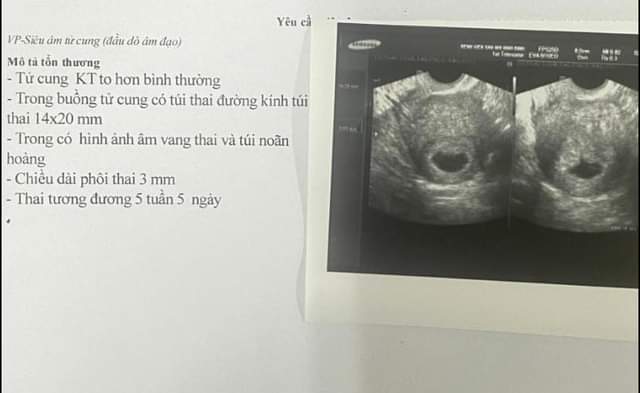 Yêu cầ
VP-Siêu âm tử cung (đầu dò âm đạo)
Mô tả tổn thương
- Tử cung KT to hơn bình thường
- Trong buồng tử cung có túi thai đường kính túi
thai 14x20 mm
- Trong có hình ảnh âm vang thai và túi noãn
hoàng
- Chiều dài phôi thai 3 mm
- Thai tương đương 5 tuần 5 ngày
SAMSUNG